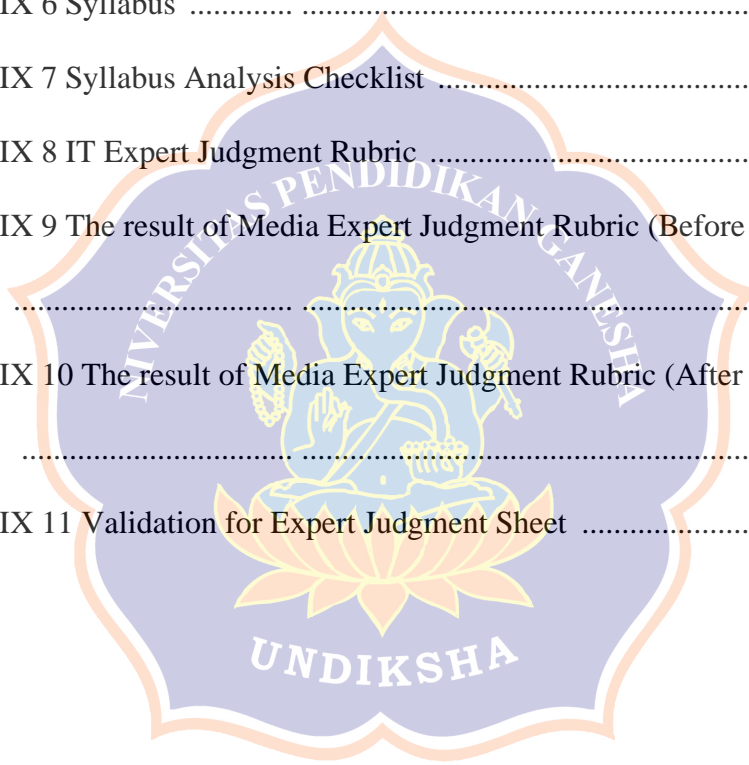 IX 6 Syllabus ............. ............................................................
IX 7 Syllabus Analysis Checklist ..........................................
IX 8 IT Expert Judgment Rubric ...........................................
IX 9 The result of Media Expert Judgment Rubric (Before
.................................. ............................................................
IX 10 The result of Media Expert Judgment Rubric (After
................................. ............................................................
IX 11 Validation for Expert Judgment Sheet ......................
NIVERSITAS PENDIDIKAN GANESHA
UNDIKSHA